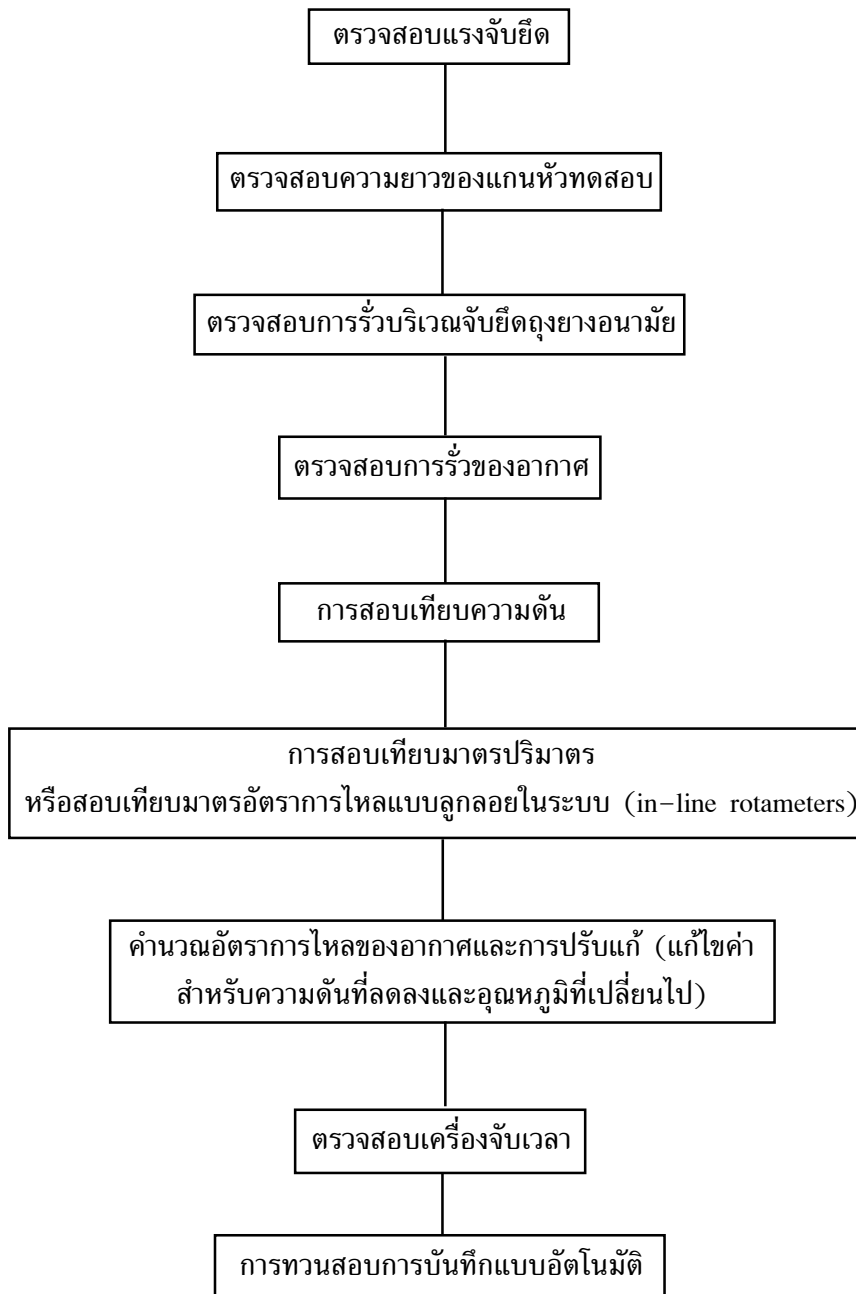 ตรวจสอบแรงจับยึด
ตรวจสอบความยาวของแกนหัวทดสอบ
ตรวจสอบการรั่วบริเวณจับยึดถุงยางอนามัย
ตรวจสอบการรั่วของอากาศ
การสอบเทียบความดัน
การสอบเทียบมาตรปริมาตร
หรือสอบเทียบมาตรอัตราการไหลแบบลูกลอยในระบบ (in-line rotameters)
คำนวณอัตราการไหลของอากาศและการปรับแก้ (แก้ไขค่า
สำหรับความดันที่ลดลงและอุณหภูมิที่เปลี่ยนไป)
ตรวจสอบเครื่องจับเวลา
การทวนสอบการบันทึกแบบอัตโนมัติ